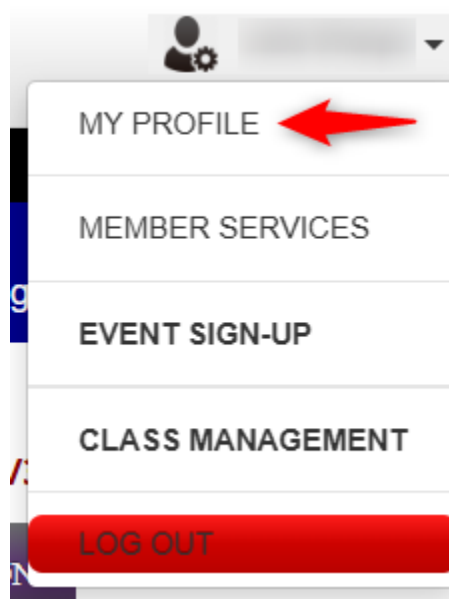 MY PROFILE
MEMBER SERVICES
g
EVENT SIGN-UP
CLASS MANAGEMENT
LOG OUT